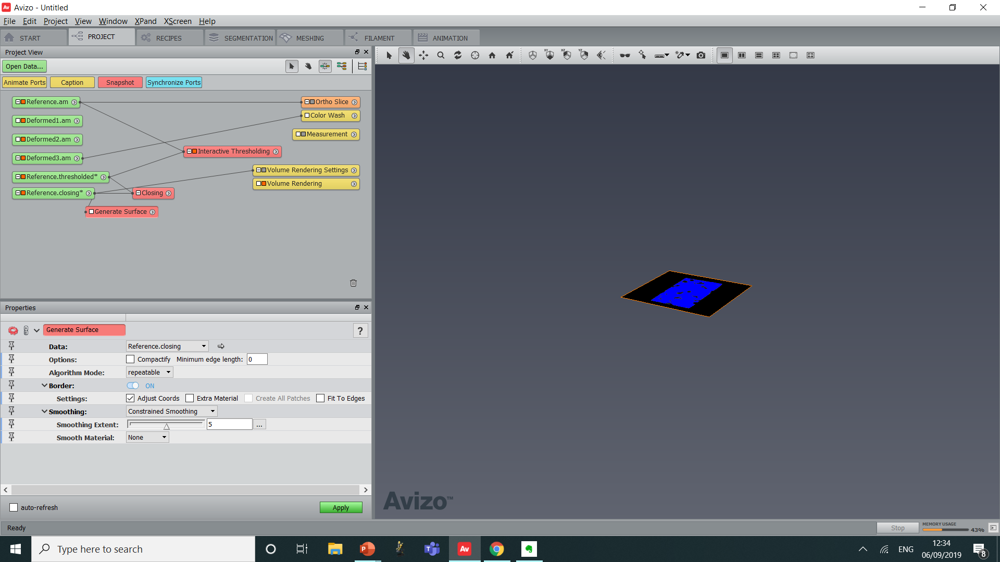 Av Avizo - Untitled
File Edit Project View Window XPand XScreen Help
START PROJECT RECIPES SEGMENTATION MESHING FILAMENT ANIMATION
Project View
Open Data...
Animate Ports Caption Snapshot Synchronize Ports
Reference.am Ortho Slice
Color Wash
Deformed1.am
Measurement
Deformed2.am
Interactive Thresholding
Deformed3.am
Volume Rendering Settings
Reference.thresholded*
Volume Rendering
Reference.closing* Closing
Generate Surface
Properties
Generate Surface ?
Data: Reference.closing
Options: Compactify Minimum edge length: 0
Algorithm Mode: repeatable
Border: ON
Settings: Adjust Coords Extra Material Create All Patches Fit To Edges
Smoothing: Constrained Smoothing
Smoothing Extent: 5 ...
Smooth Material: None
auto-refresh Apply
XY XZ YZ
Avizo™
Ready Stop MEMORY USAGE 43%
Type here to search
P Av ENG 12:34
06/09/2019 8